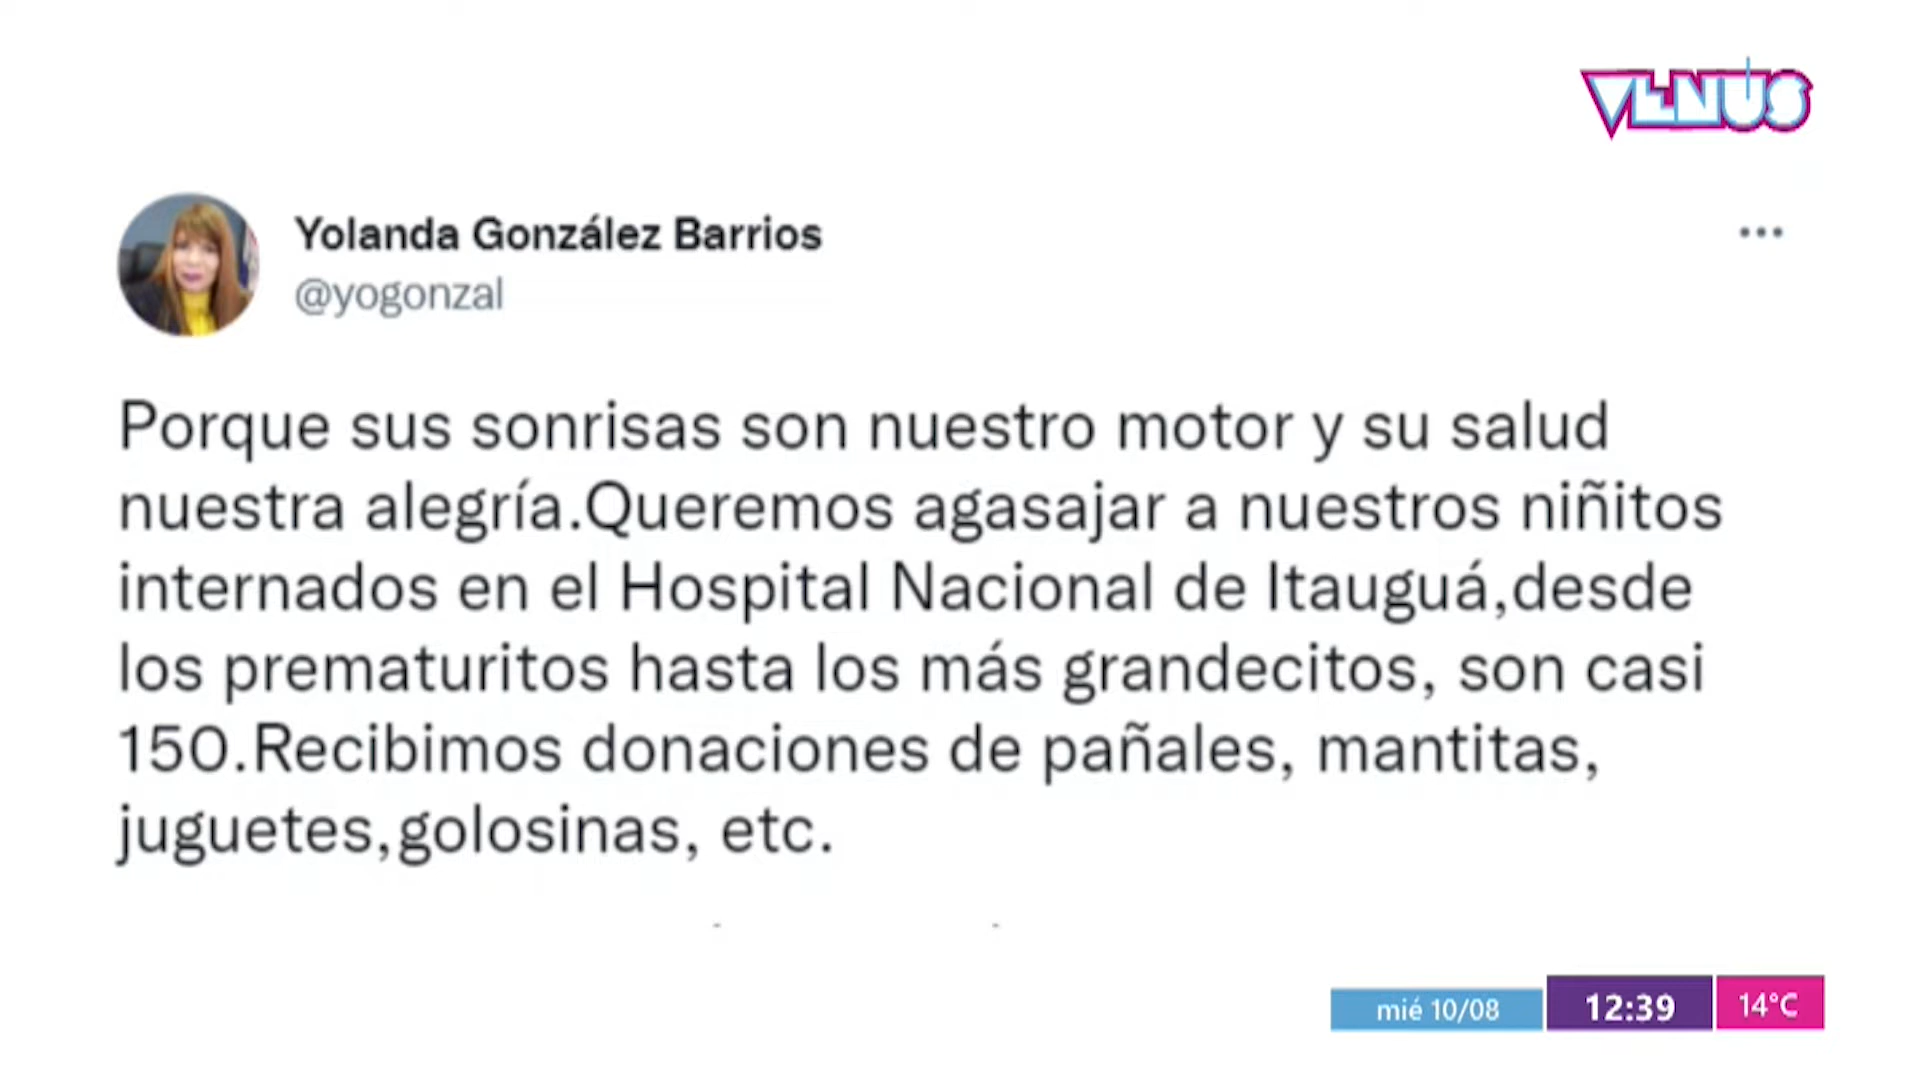 VENUS
Yolanda González Barrios
@yogonzal
Porque sus sonrisas son nuestro motor y su salud
nuestra alegría.Queremos agasajar a nuestros niñitos
internados en el Hospital Nacional de Itauguá,desde
los prematuritos hasta los más grandecitos, son casi
150.Recibimos donaciones de pañales, mantitas,
juguetes,golosinas, etc.
mié 10/08 12:39 14°C